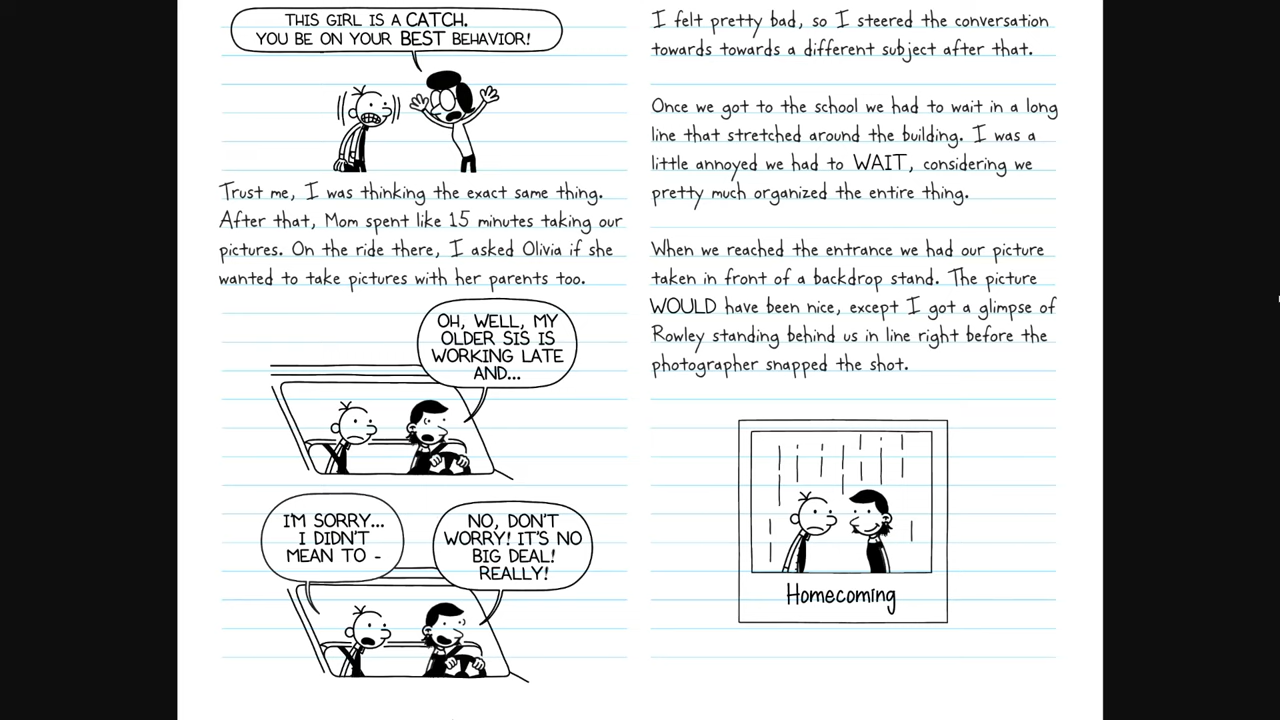 THIS GIRL IS A CATCH.
YOU BE ON YOUR BEST BEHAVIOR!
Trust me, I was thinking the exact same thing.
After that, Mom spent like 15 minutes taking our
pictures. On the ride there, I asked Olivia if she
wanted to take pictures with her parents too.
OH, WELL, MY
OLDER SIS IS
WORKING LATE
AND...
I'M SORRY...
I DIDN'T
MEAN TO -
NO, DON'T
WORRY! IT'S NO
BIG DEAL!
REALLY!
I felt pretty bad, so I steered the conversation
towards towards a different subject after that.
Once we got to the school we had to wait in a long
line that stretched around the building. I was a
little annoyed we had to WAIT, considering we
pretty much organized the entire thing.
When we reached the entrance we had our picture
taken in front of a backdrop stand. The picture
WOULD have been nice, except I got a glimpse of
Rowley standing behind us in line right before the
photographer snapped the shot.
Homecoming